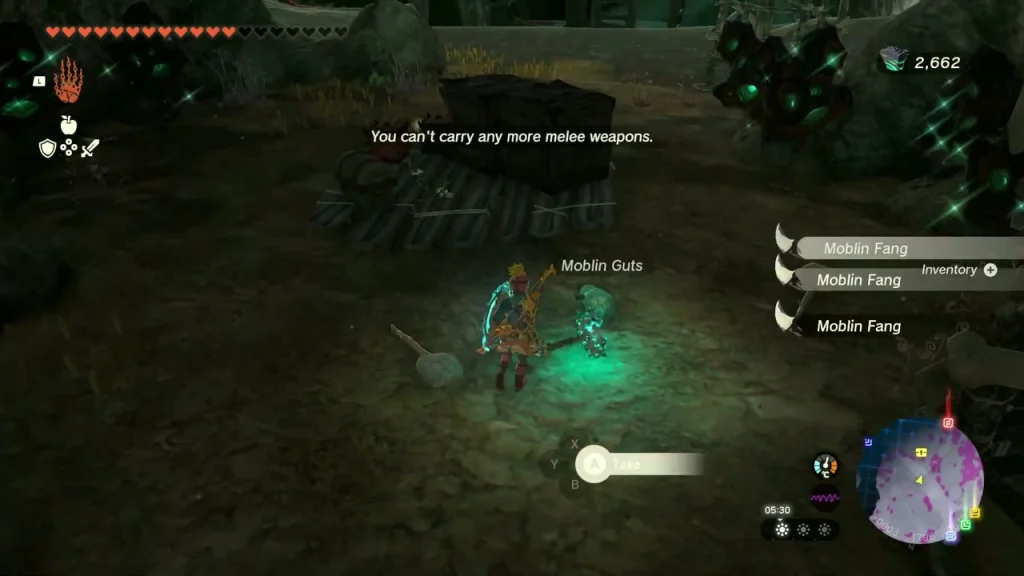 L
2,662
You can't carry any more melee weapons.
Moblin Fang
Inventory
Moblin Fang
Moblin Guts
Moblin Fang
X
Y
A
Take
B
05:30
N